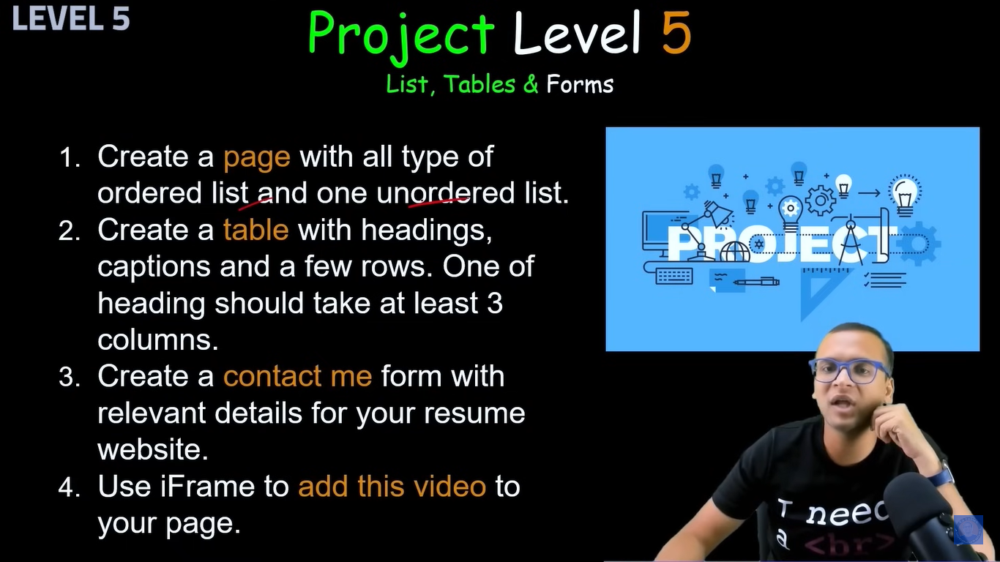 LEVEL 5
Project Level 5
List, Tables & Forms
1. Create a page with all type of
ordered list and one unordered list.
2. Create a table with headings,
captions and a few rows. One of
heading should take at least 3
columns.
3. Create a contact me form with
relevant details for your resume
website.
4. Use iFrame to add this video to
your page.
PROJECT
I need
a <br>